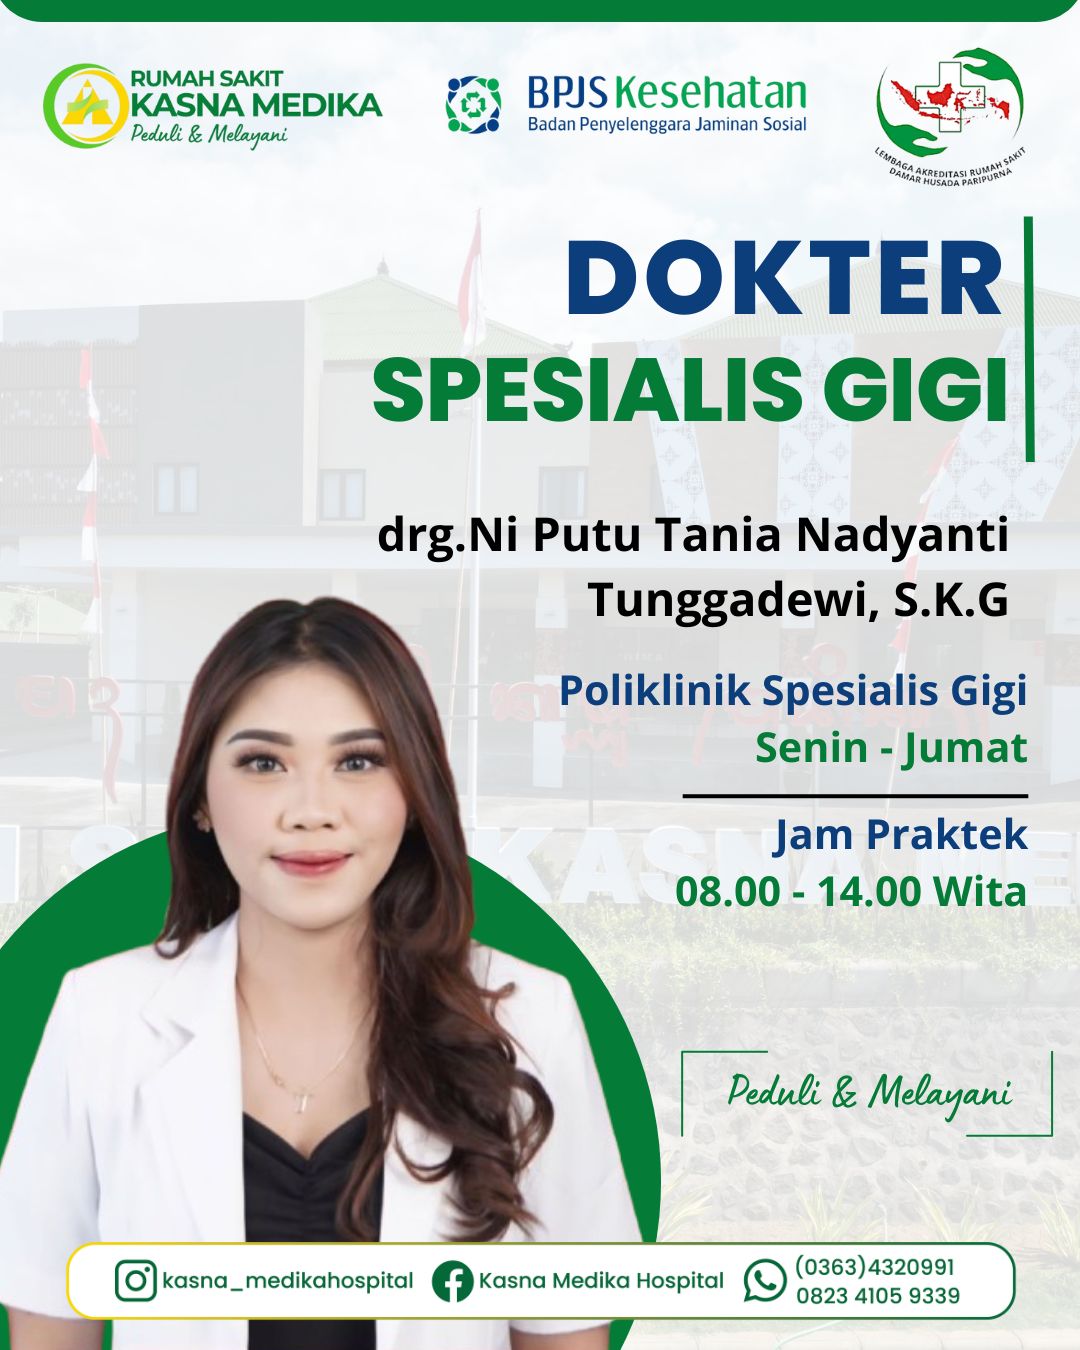 RUMAH SAKIT
KASNA MEDIKA
Peduli & Melayani
BPJS Kesehatan
Badan Penyelenggara Jaminan Sosial
LEMBAGA AKREDITASI RUMAH SAKIT
DAMAR HUSADA PARIPURNA
DOKTER
SPESIALIS GIGI
drg.Ni Putu Tania Nadyanti
Tunggadewi, S.K.G
Poliklinik Spesialis Gigi
Senin - Jumat
Jam Praktek
08.00 - 14.00 Wita
Peduli & Melayani
kasna_medikahospital
Kasna Medika Hospital
(0363)4320991
0823 4105 9339